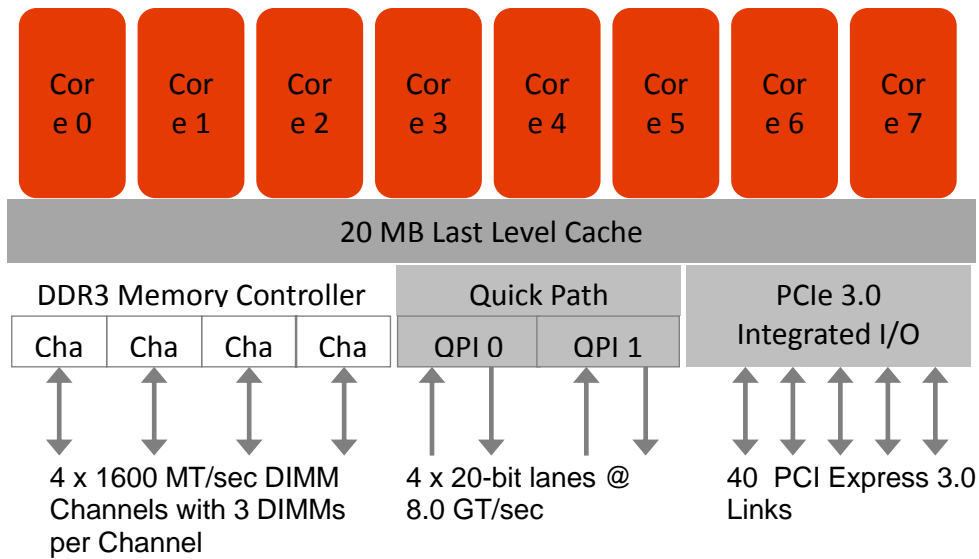 Cor
e 0
Cor
e 1
Cor
e 2
Cor
e 3
Cor
e 4
Cor
e 5
Cor
e 6
Cor
e 7
20 MB Last Level Cache
DDR3 Memory Controller
Quick Path
PCIe 3.0
Integrated I/O
Cha
Cha
Cha
Cha
QPI 0
QPI 1
4 x 1600 MT/sec DIMM
Channels with 3 DIMMs
per Channel
4 x 20-bit lanes @
8.0 GT/sec
40 PCI Express 3.0
Links